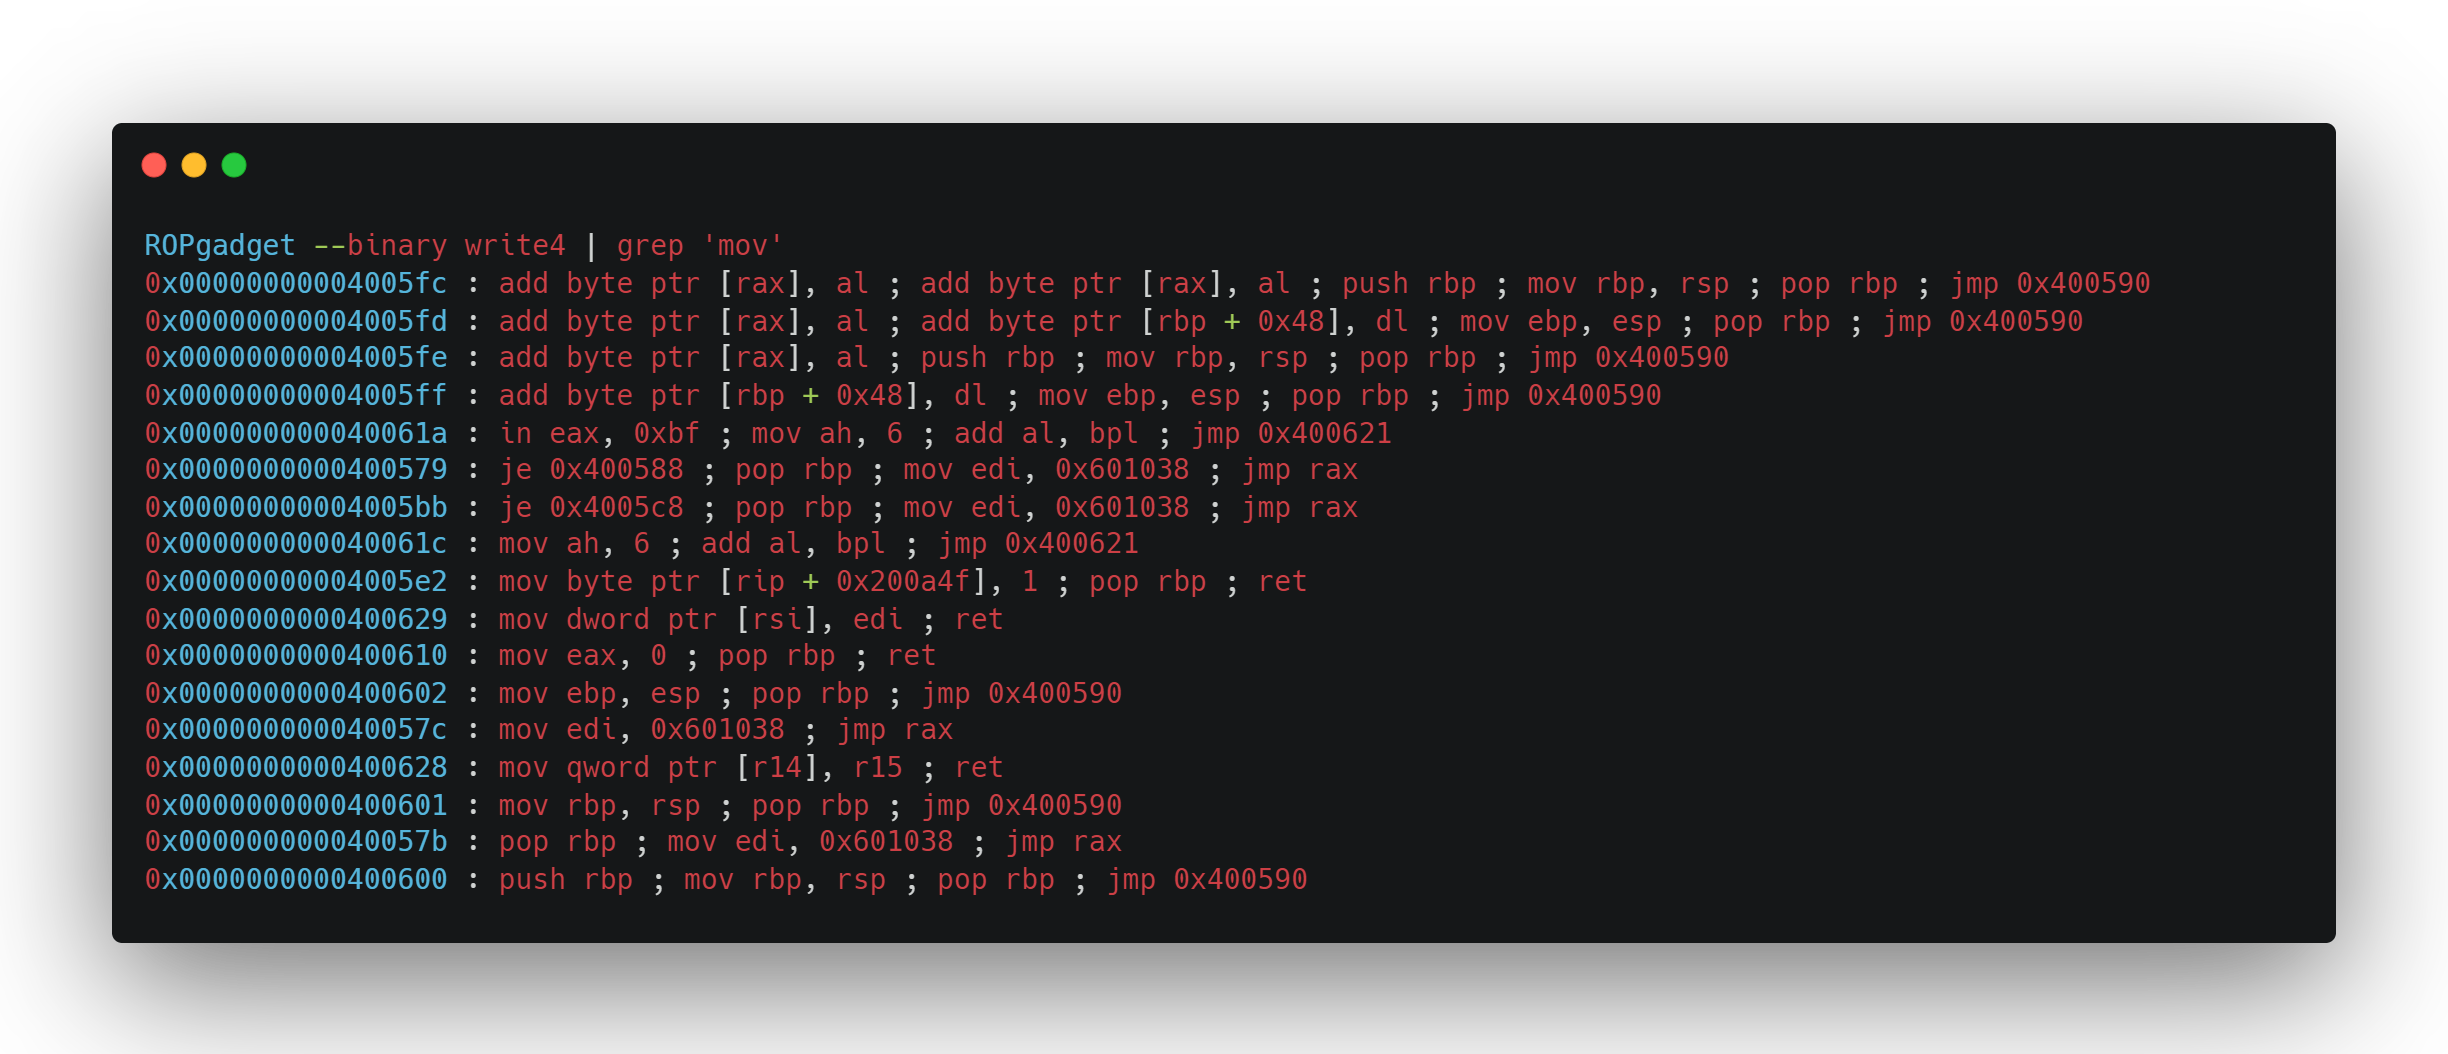 ROPgadget --binary write4 | grep 'mov'
0x00000000004005fc : add byte ptr [rax], al ; add byte ptr [rax], al ; push rbp ; mov rbp, rsp ; pop rbp ; jmp 0x400590
0x00000000004005fd : add byte ptr [rax], al ; add byte ptr [rbp + 0x48], dl ; mov ebp, esp ; pop rbp ; jmp 0x400590
0x00000000004005fe : add byte ptr [rax], al ; push rbp ; mov rbp, rsp ; pop rbp ; jmp 0x400590
0x00000000004005ff : add byte ptr [rbp + 0x48], dl ; mov ebp, esp ; pop rbp ; jmp 0x400590
0x000000000040061a : in eax, 0xbf ; mov ah, 6 ; add al, bpl ; jmp 0x400621
0x0000000000400579 : je 0x400588 ; pop rbp ; mov edi, 0x601038 ; jmp rax
0x00000000004005bb : je 0x4005c8 ; pop rbp ; mov edi, 0x601038 ; jmp rax
0x000000000040061c : mov ah, 6 ; add al, bpl ; jmp 0x400621
0x00000000004005e2 : mov byte ptr [rip + 0x200a4f], 1 ; pop rbp ; ret
0x0000000000400629 : mov dword ptr [rsi], edi ; ret
0x0000000000400610 : mov eax, 0 ; pop rbp ; ret
0x0000000000400602 : mov ebp, esp ; pop rbp ; jmp 0x400590
0x000000000040057c : mov edi, 0x601038 ; jmp rax
0x0000000000400628 : mov qword ptr [r14], r15 ; ret
0x0000000000400601 : mov rbp, rsp ; pop rbp ; jmp 0x400590
0x000000000040057b : pop rbp ; mov edi, 0x601038 ; jmp rax
0x0000000000400600 : push rbp ; mov rbp, rsp ; pop rbp ; jmp 0x400590